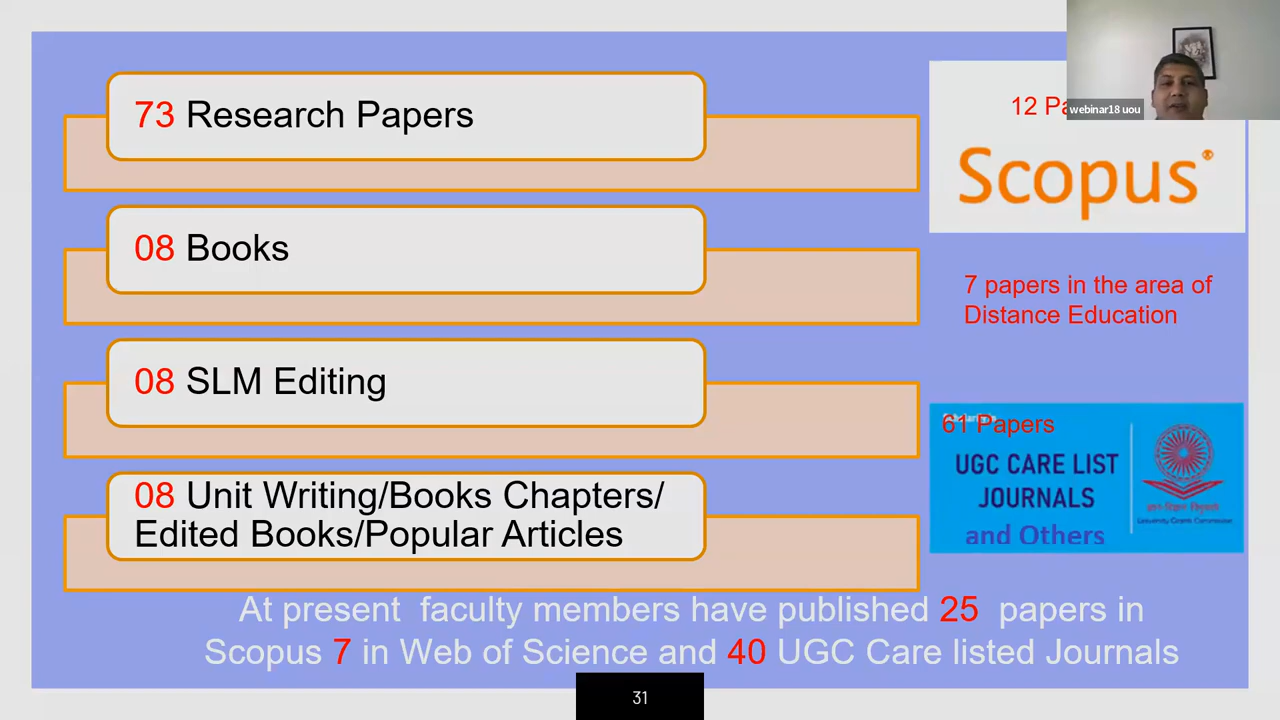 73 Research Papers
08 Books
08 SLM Editing
08 Unit Writing/Books Chapters/
Edited Books/Popular Articles
12
webinar18 uou
Scopus
7 papers in the area of
Distance Education
61 Papers
UGC CARE LIST
JOURNALS
and Others
University Grants Commission
At present faculty members have published 25 papers in
Scopus 7 in Web of Science and 40 UGC Care listed Journals
31